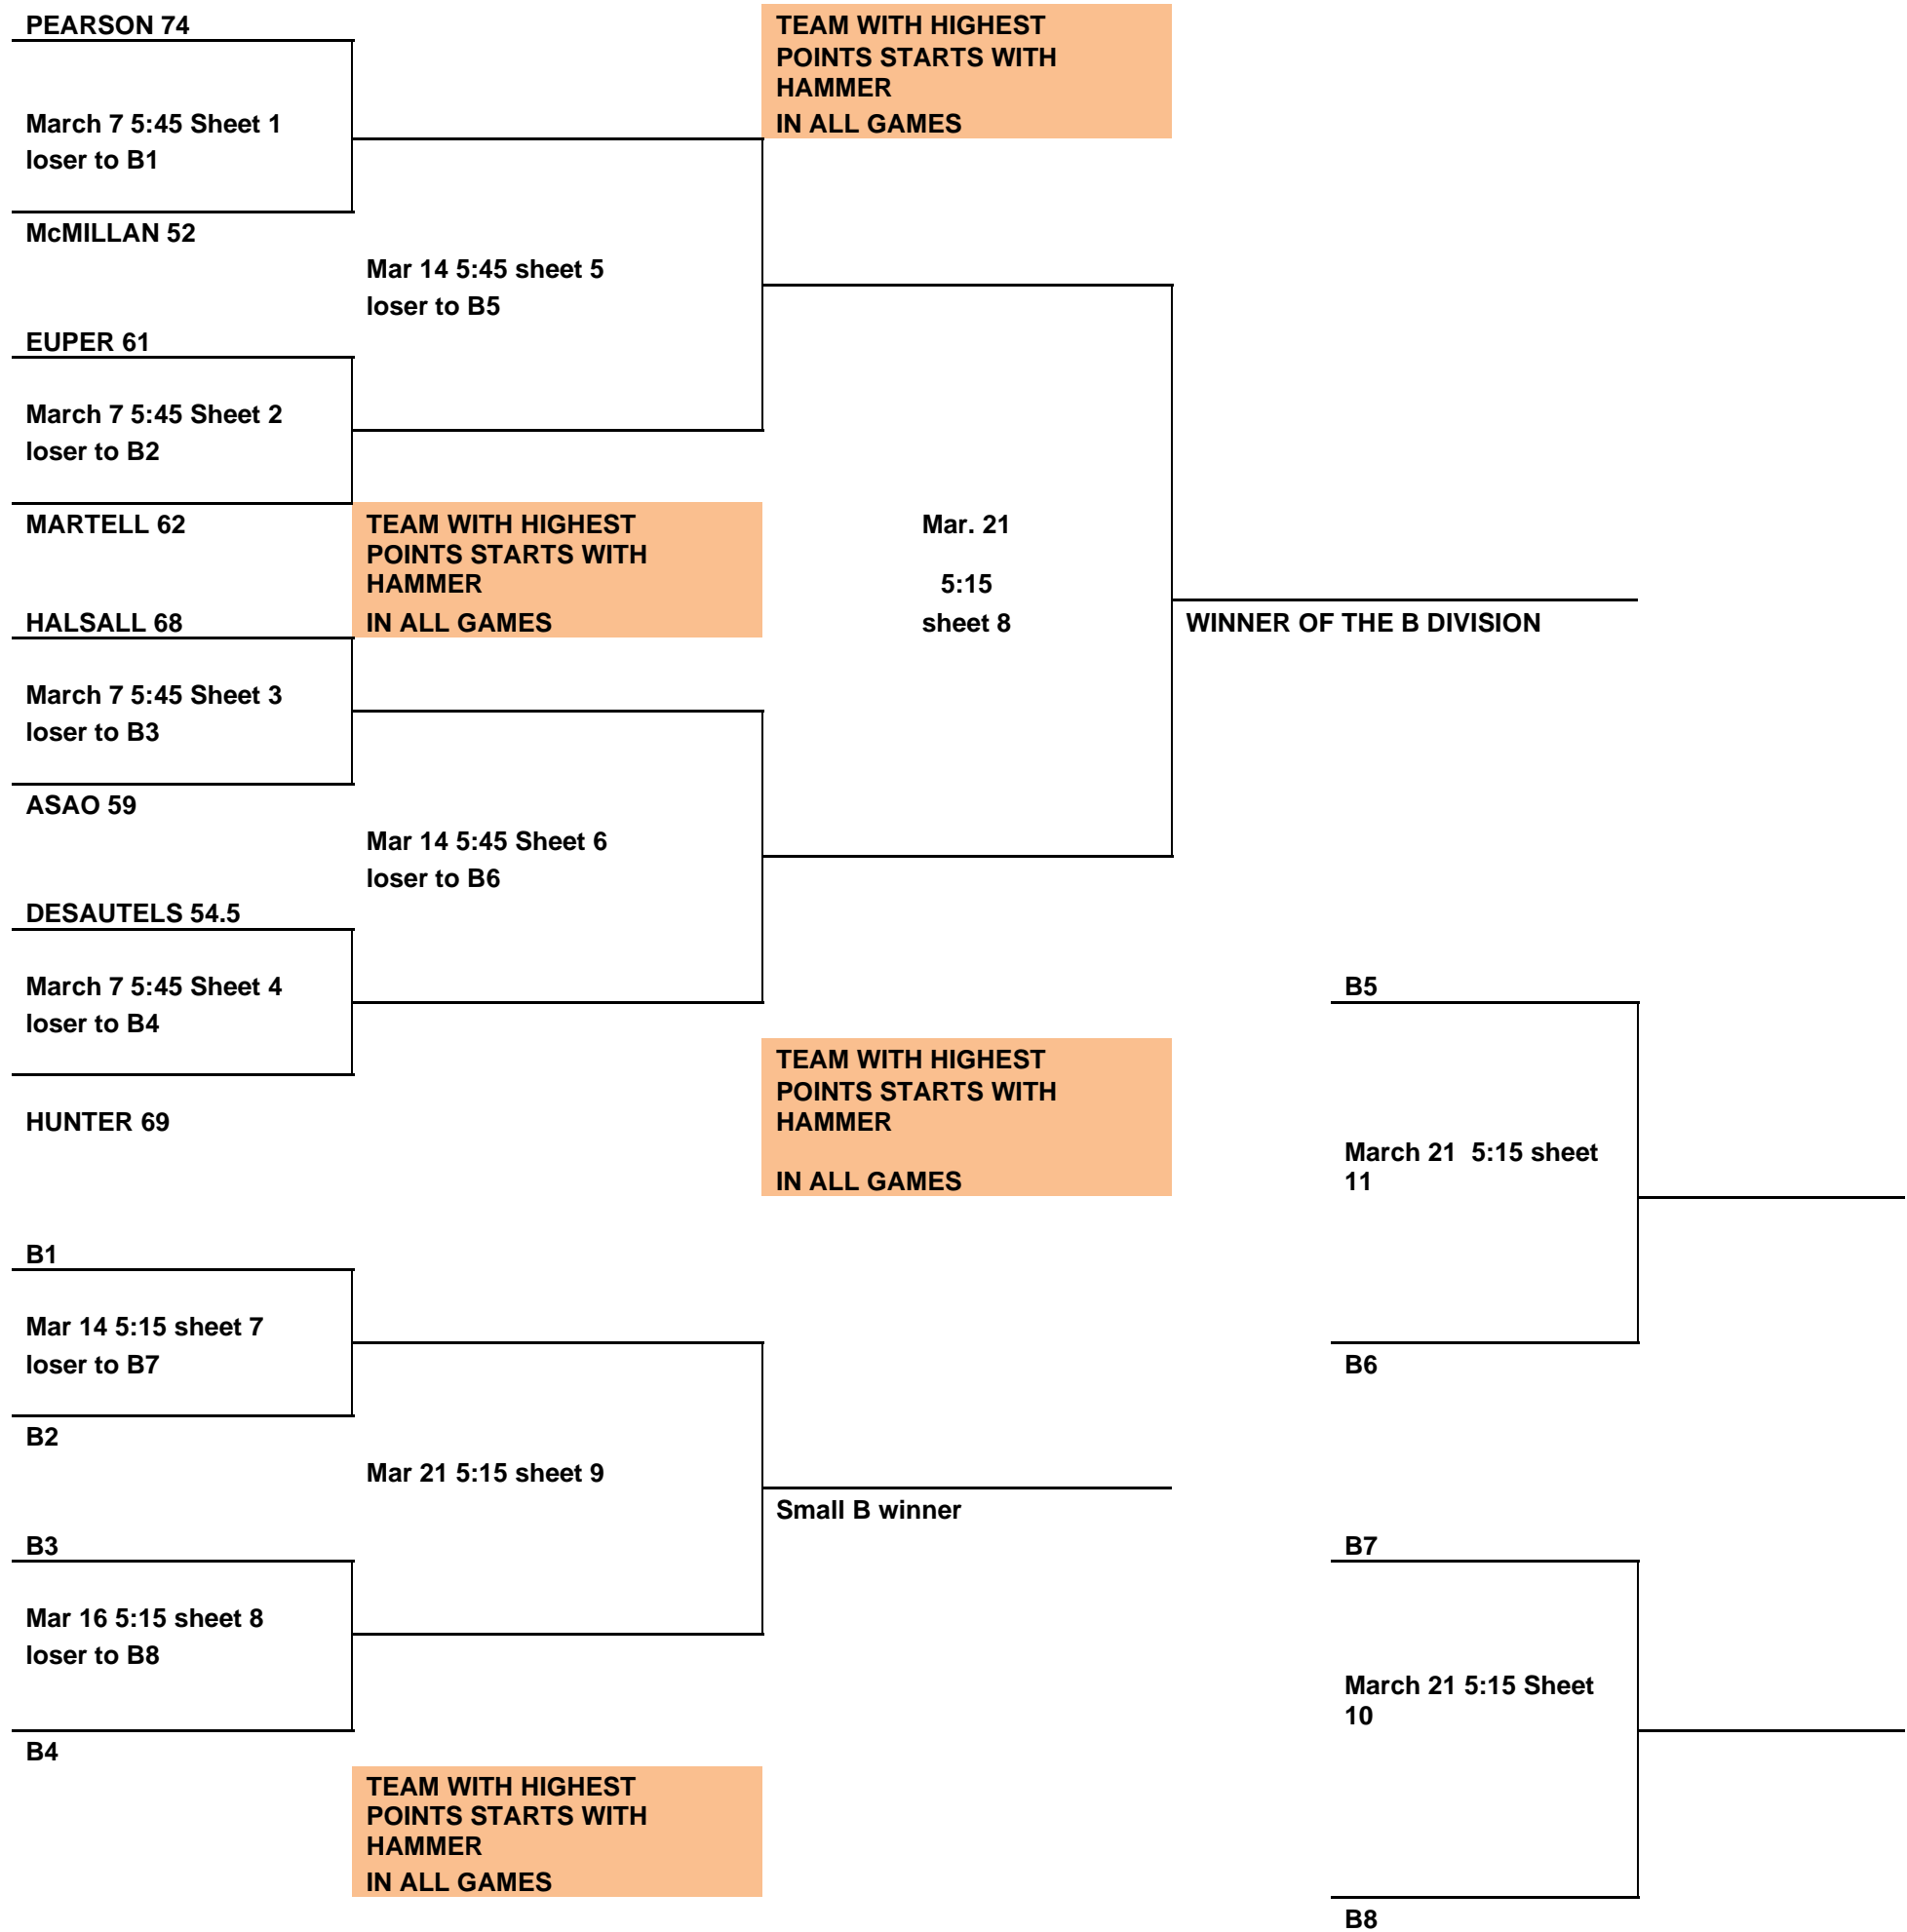 PEARSON 74
TEAM WITH HIGHEST
POINTS STARTS WITH
HAMMER
IN ALL GAMES
March 7 5:45 Sheet 1
loser to B1
McMILLAN 52
Mar 14 5:45 sheet 5
loser to B5
EUPER 61
March 7 5:45 Sheet 2
loser to B2
MARTELL 62
TEAM WITH HIGHEST
POINTS STARTS WITH
HAMMER
IN ALL GAMES
Mar. 21
5:15
sheet 8
HALSALL 68
WINNER OF THE B DIVISION
March 7 5:45 Sheet 3
loser to B3
ASAO 59
Mar 14 5:45 Sheet 6
loser to B6
DESAUTELS 54.5
March 7 5:45 Sheet 4
loser to B4
HUNTER 69
TEAM WITH HIGHEST
POINTS STARTS WITH
HAMMER
IN ALL GAMES
B5
March 21  5:15 sheet
11
B6
B1
Mar 14 5:15 sheet 7
loser to B7
B2
Mar 21 5:15 sheet 9
Small B winner
B3
Mar 16 5:15 sheet 8
loser to B8
B4
B7
March 21 5:15 Sheet
10
B8
TEAM WITH HIGHEST
POINTS STARTS WITH
HAMMER
IN ALL GAMES